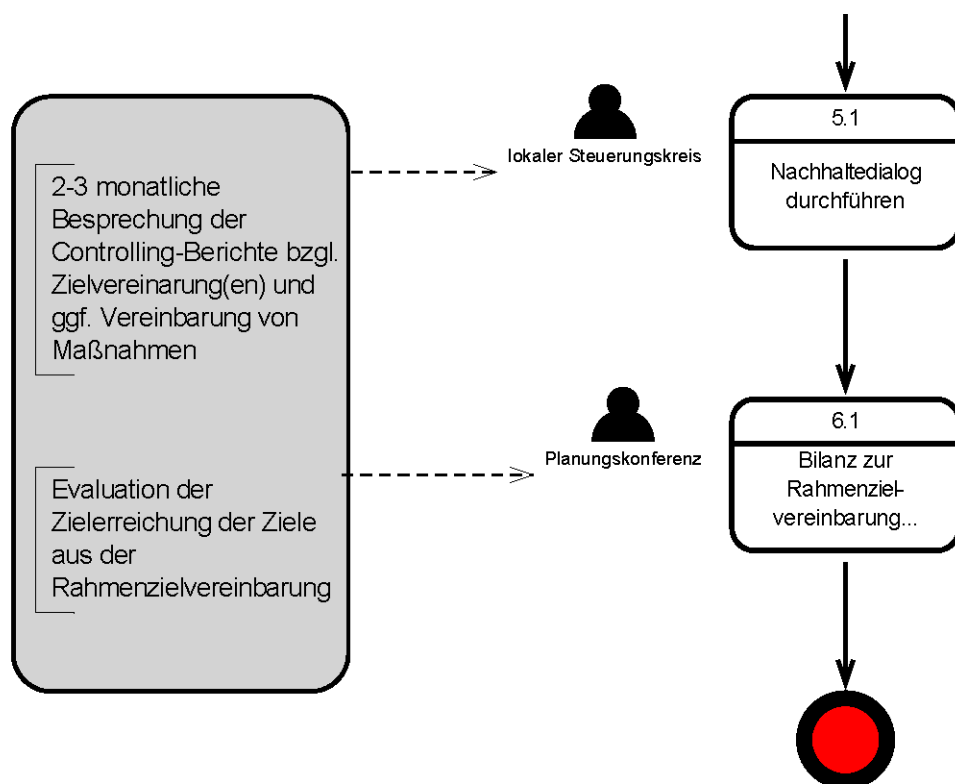 2-3 monatliche
Besprechung der
Controlling-Berichte bzgl.
Zielvereinarung(en) und
ggf. Vereinbarung von
Maßnahmen
Evaluation der
Zielerreichung der Ziele
aus der
Rahmenzielvereinbarung
lokaler Steuerungskreis
Planungskonferenz
5.1
Nachhaltedialog
durchführen
6.1
Bilanz zur
Rahmenziel-
vereinbarung...